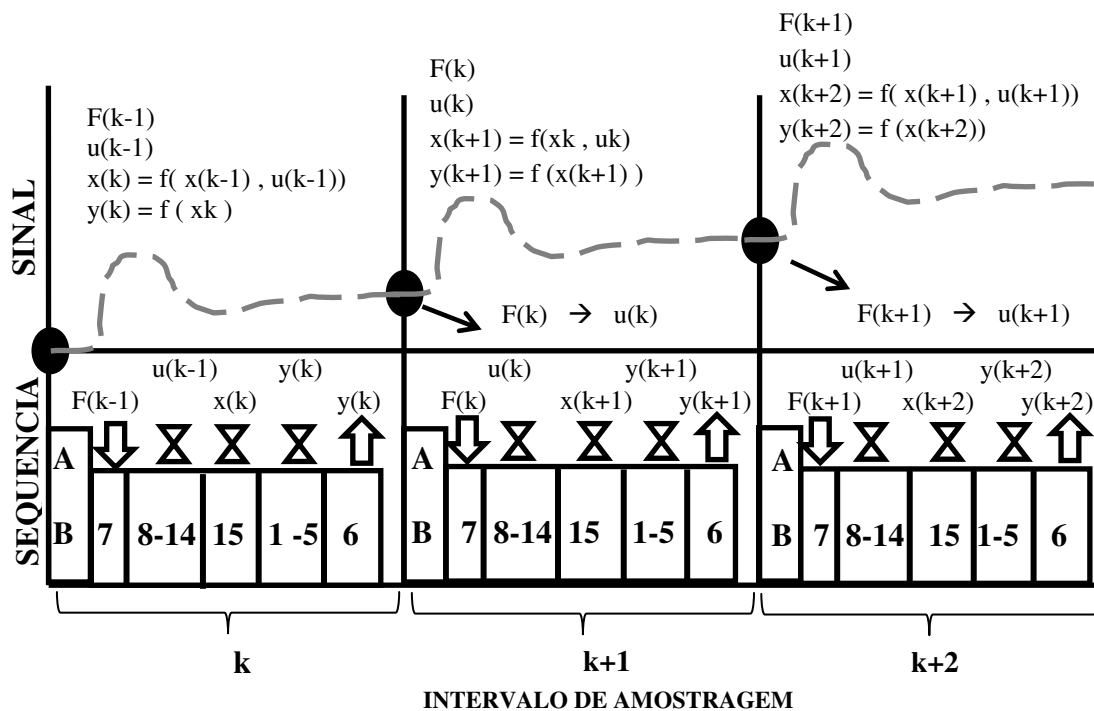 F(k-1)
u(k-1)
x(k) = f( x(k-1) , u(k-1))
y(k) = f ( xk )
F(k)
u(k)
x(k+1) = f(xk , uk)
y(k+1) = f (x(k+1) )
F(k+1)
u(k+1)
x(k+2) = f( x(k+1) , u(k+1))
y(k+2) = f (x(k+2))
SINAL
F(k) → u(k)
F(k+1) → u(k+1)
SEQUENCIA
u(k-1) y(k)
F(k-1) x(k) y(k)
u(k) y(k+1)
F(k) x(k+1) y(k+1)
u(k+1) y(k+2)
F(k+1) x(k+2) y(k+2)
A
B 7 8-14 15 1 -5 6
A
B 7 8-14 15 1-5 6
A
B 7 8-14 15 1-5 6
k
k+1
k+2
INTERVALO DE AMOSTRAGEM